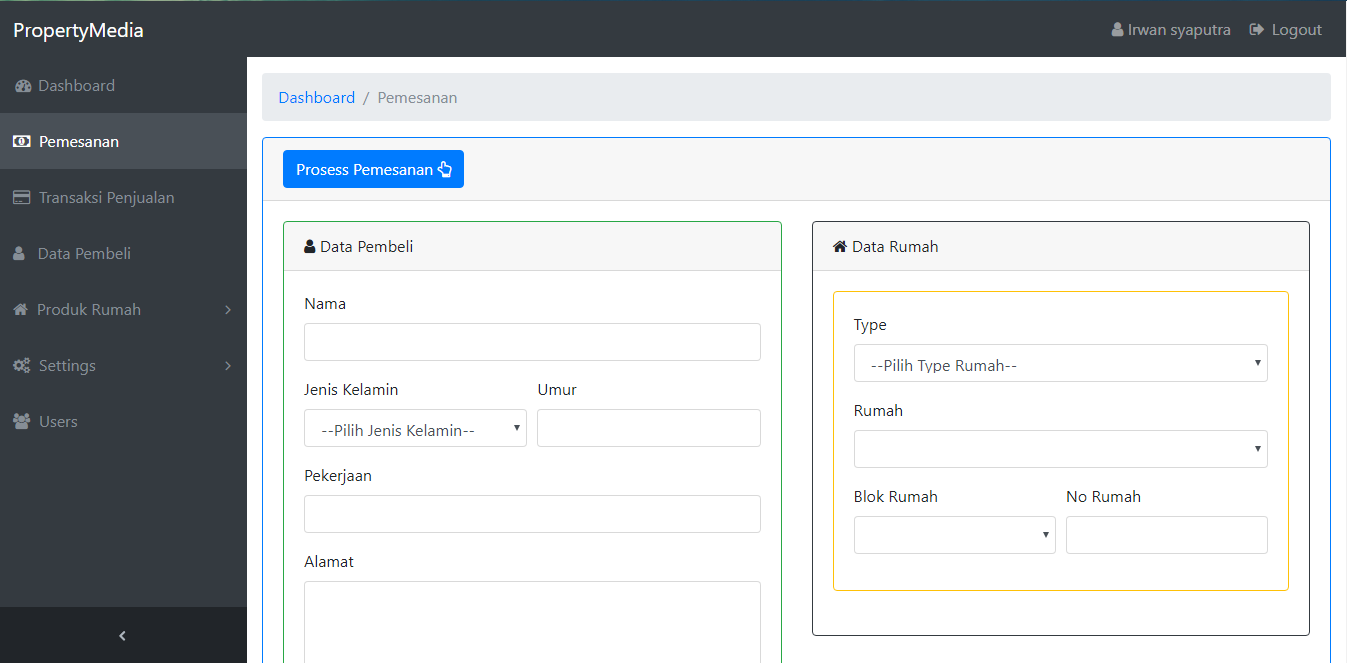 PropertyMedia
Irwan syaputra
Logout
Dashboard
Pemesanan
Transaksi Penjualan
Data Pembeli
Produk Rumah
Settings
Users
Dashboard / Pemesanan
Prosess Pemesanan
Data Pembeli
Nama
Jenis Kelamin
Umur
--Pilih Jenis Kelamin--
Pekerjaan
Alamat
Data Rumah
Type
--Pilih Type Rumah--
Rumah
Blok Rumah
No Rumah